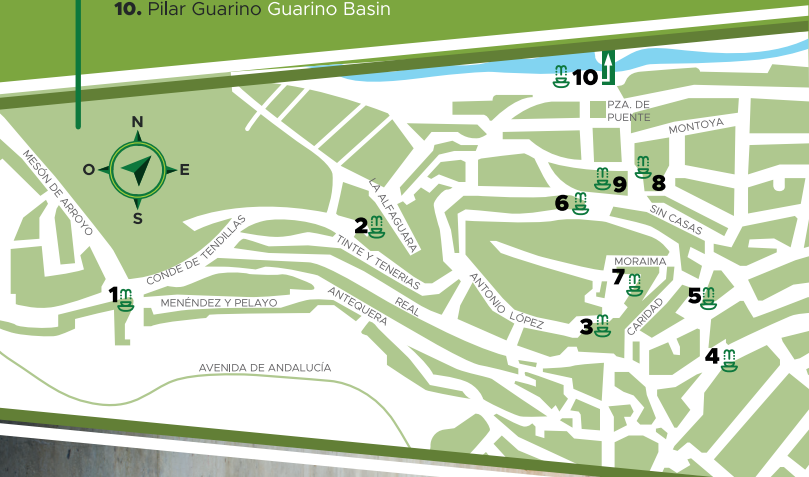 10. Pilar Guarino Guarino Basin
10
PZA. DE
PUENTE
MONTOYA
N
O
E
S
MESÓN DE ARROYO
LA ALFAGUARA
9
8
6
2
SIN CASAS
CONDE DE TENDILLAS
TINTE Y TENERIAS
MORAIMA
7
1
MENÉNDEZ Y PELAYO
ANTEQUERA
REAL
ANTONIO LÓPEZ
5
3
CARIDAD
4
AVENIDA DE ANDALUCÍA